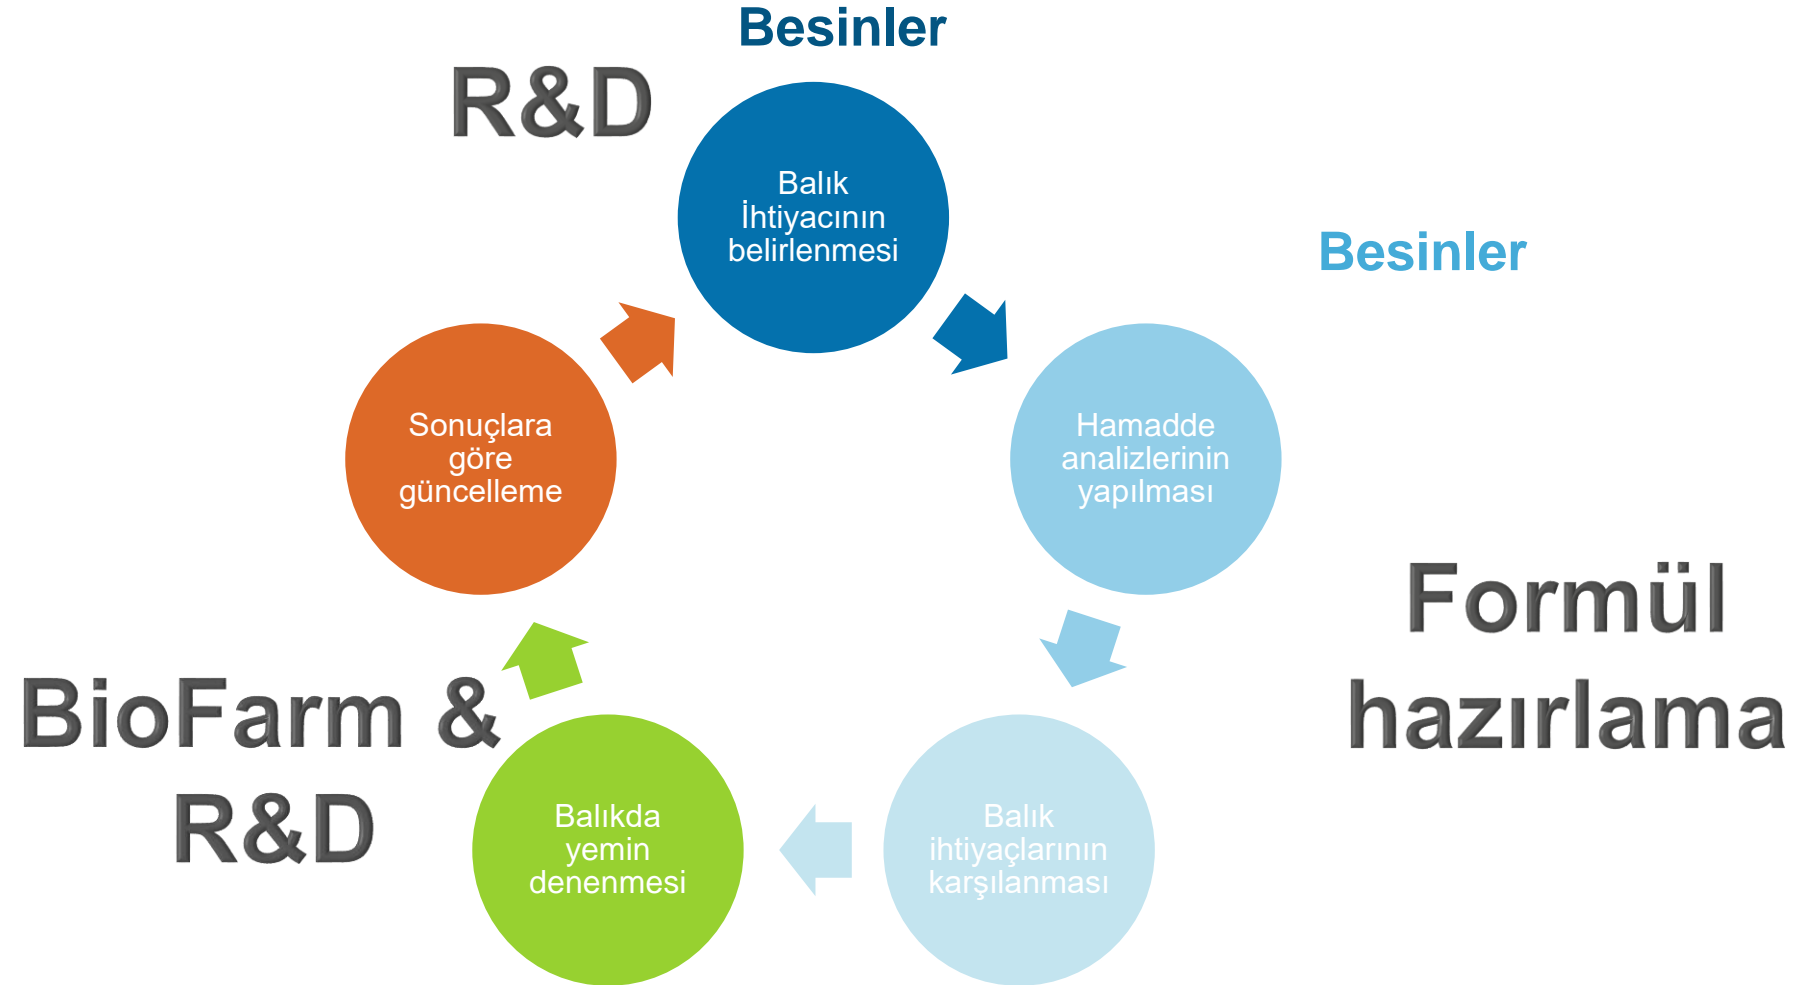 Besinler
R&D
Balık
İhtiyacının
belirlenmesi
Besinler
Hamadde
analizlerinin
yapılması
Sonuçlara
göre
güncelleme
Formül
hazırlama
BioFarm &
R&D
Balık
ihtiyaçlarının
karşılanması
Balıkda
yemin
denenmesi